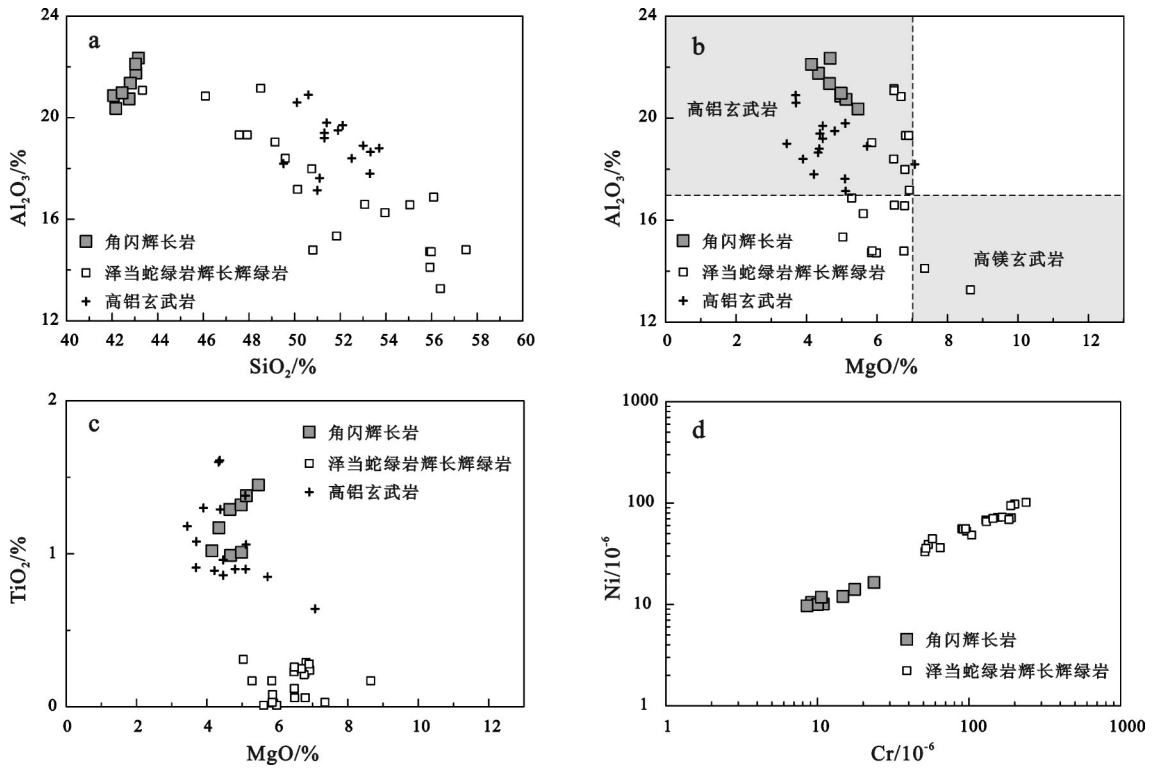 a
Al₂O₃/%
24
22
20
18
16
14
12
角闪辉长岩
泽当蛇绿岩辉长辉绿岩
高铝玄武岩
40 42 44 46 48 50 52 54 56 58 60
SiO₂/%
b
Al₂O₃/%
24
20
16
12
高铝玄武岩
高镁玄武岩
角闪辉长岩
泽当蛇绿岩辉长辉绿岩
高铝玄武岩
0 2 4 6 8 10 12
MgO/%
c
TiO₂/%
2
1
0
角闪辉长岩
泽当蛇绿岩辉长辉绿岩
高铝玄武岩
0 2 4 6 8 10 12
MgO/%
d
Ni/10⁻⁶
1000
100
10
1
角闪辉长岩
泽当蛇绿岩辉长辉绿岩
1 10 100 1000
Cr/10⁻⁶